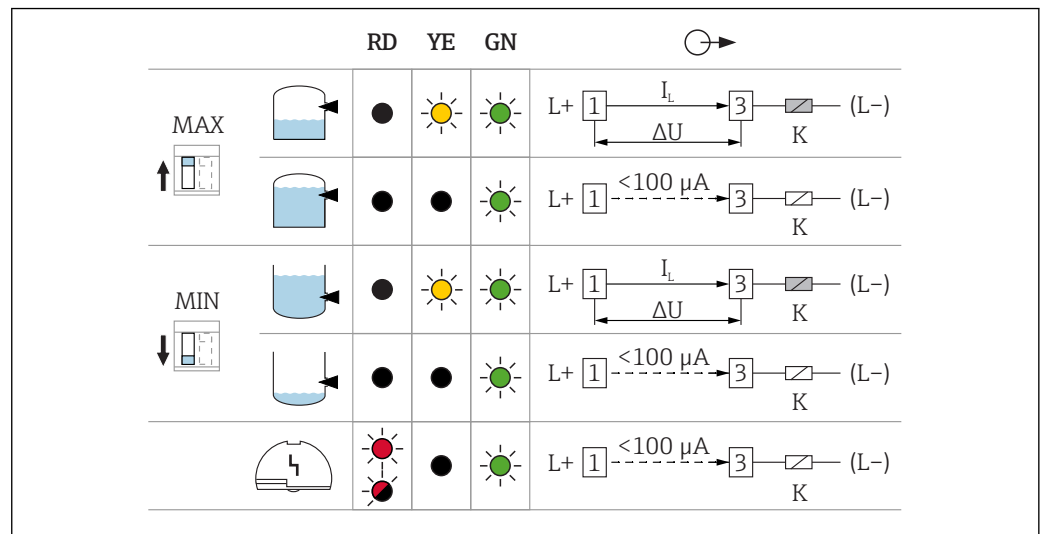 RD YE GN
MAX
L+ 1 I_L 3 (L−)
ΔU K
L+ 1 <100 μA 3 (L−)
K
MIN
L+ 1 I_L 3 (L−)
ΔU K
L+ 1 <100 μA 3 (L−)
K
L+ 1 <100 μA 3 (L−)
K